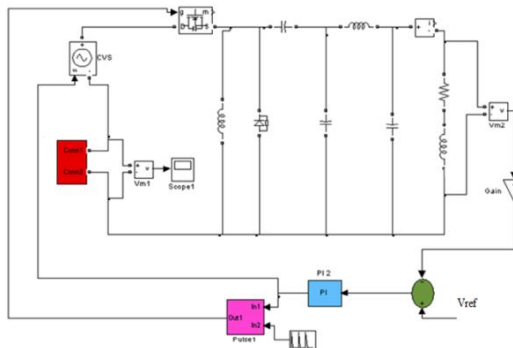 g
m
D
S
CVS
+
-
i
+
-
v
Vm2
Conn1
Conn2
+
-
v
Vm1
Scope1
Gain
PI 2
PI
Vref
In1
Out1
In2
Pulse1